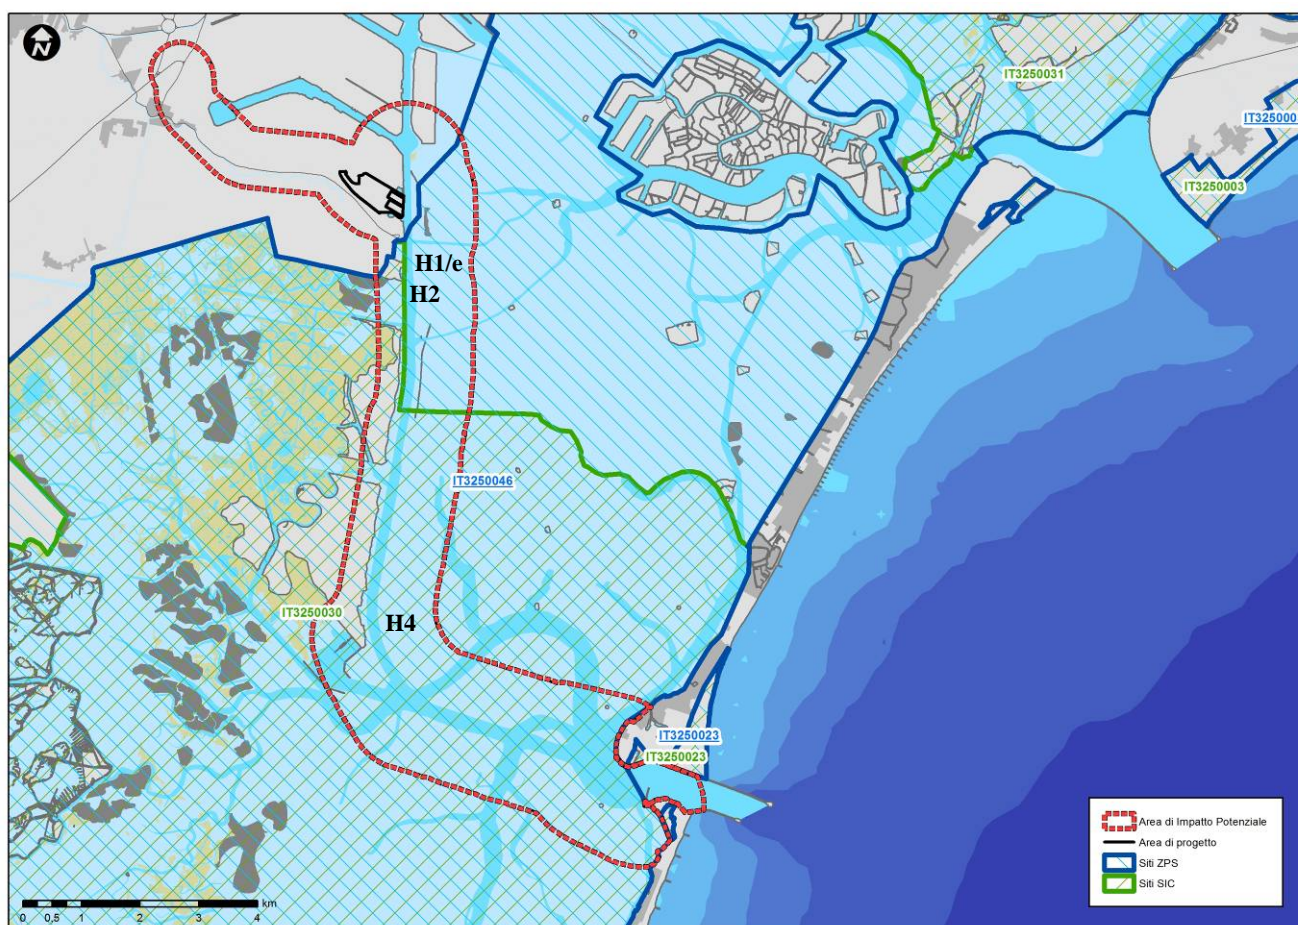 N
IT3250031
IT325000
IT3250003
H1/e
H2
IT3250046
IT3250030
H4
IT3250023
IT3250023
Area di Impatto Potenziale
Area di progetto
Siti ZPS
Siti SIC
km
0 0,5 1 2 3 4